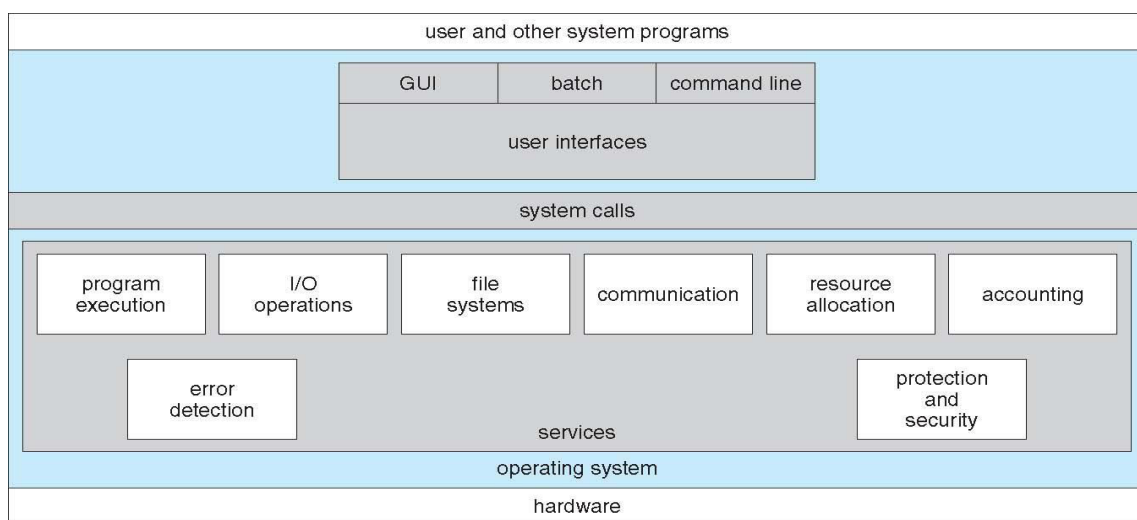 user and other system programs
GUI
batch
command line
user interfaces
system calls
program
execution
I/O
operations
file
systems
communication
resource
allocation
accounting
error
detection
protection
and
security
services
operating system
hardware